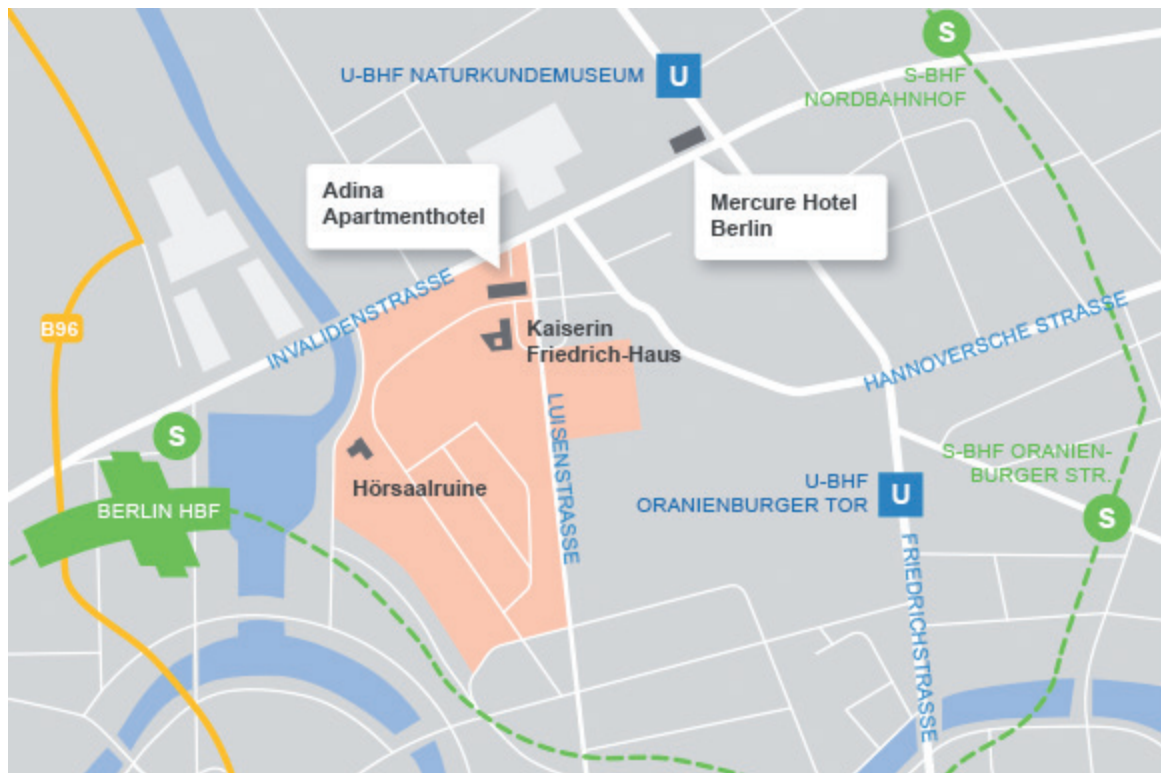 S
S-BHF
NORDBAHNHOF
U-BHF NATURKUNDEMUSEUM
U
Adina
Apartmenthotel
Mercure Hotel
Berlin
INVALIDENSTRASSE
B96
Kaiserin
Friedrich-Haus
HANNOVERSCHE STRASSE
LUISENSTRASSE
S
Hörsaalruine
BERLIN HBF
S-BHF ORANIEN-
BURGER STR.
S
U-BHF
ORANIENBURGER TOR
U
FRIEDRICHSTRASSE